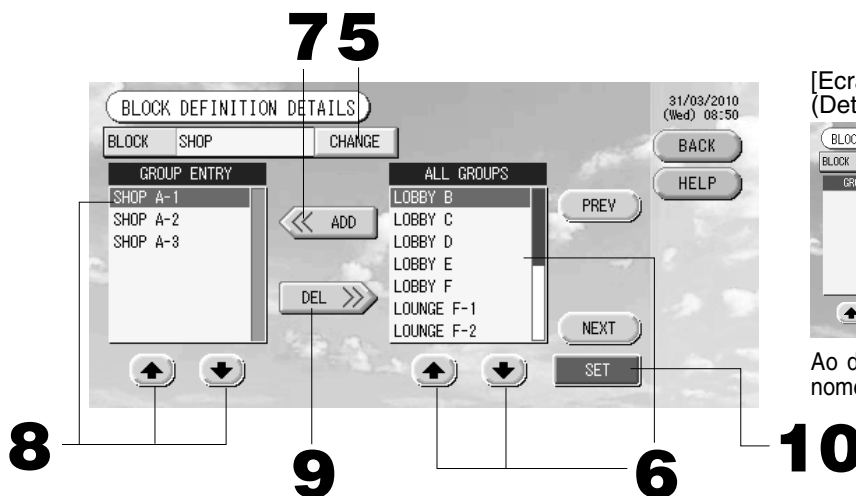 7 5
BLOCK DEFINITION DETAILS
31/03/2010
(Wed) 08:50
BLOCK SHOP CHANGE
BACK
HELP
GROUP ENTRY
SHOP A-1
SHOP A-2
SHOP A-3
ADD
DEL
ALL GROUPS
LOBBY B
LOBBY C
LOBBY D
LOBBY E
LOBBY F
LOUNGE F-1
LOUNGE F-2
PREV
NEXT
SET
8
9
6
10
[Ecrã
(Det
BLOCK
Ao d
nome